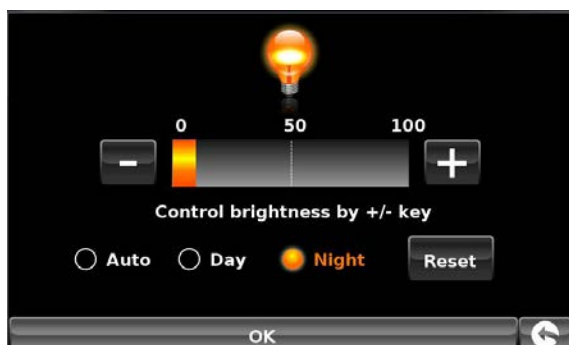 0 50 100
- +
Control brightness by +/- key
Auto Day Night Reset
OK